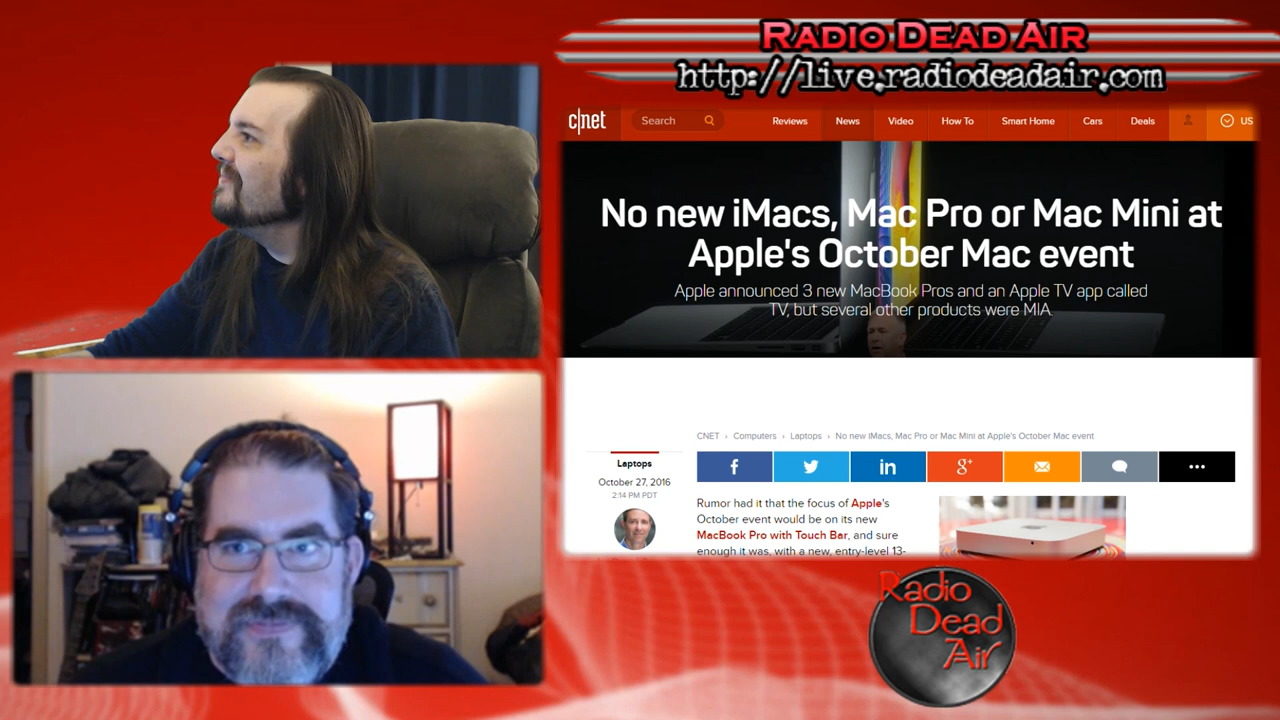 Radio Dead Air
http://live.radiodeadair.com
c|net
Search
Reviews
News
Video
How To
Smart Home
Cars
Deals
US
No new iMacs, Mac Pro or Mac Mini at
Apple's October Mac event
Apple announced 3 new MacBook Pros and an Apple TV app called
TV, but several other products were MIA.
CNET › Computers › Laptops › No new iMacs, Mac Pro or Mac Mini at Apple's October Mac event
Laptops
October 27, 2016
2:14 PM PDT
f
in
g+
Rumor had it that the focus of Apple's
October event would be on its new
MacBook Pro with Touch Bar, and sure
enough it was, with a new, entry-level 13-
Radio
Dead
Air